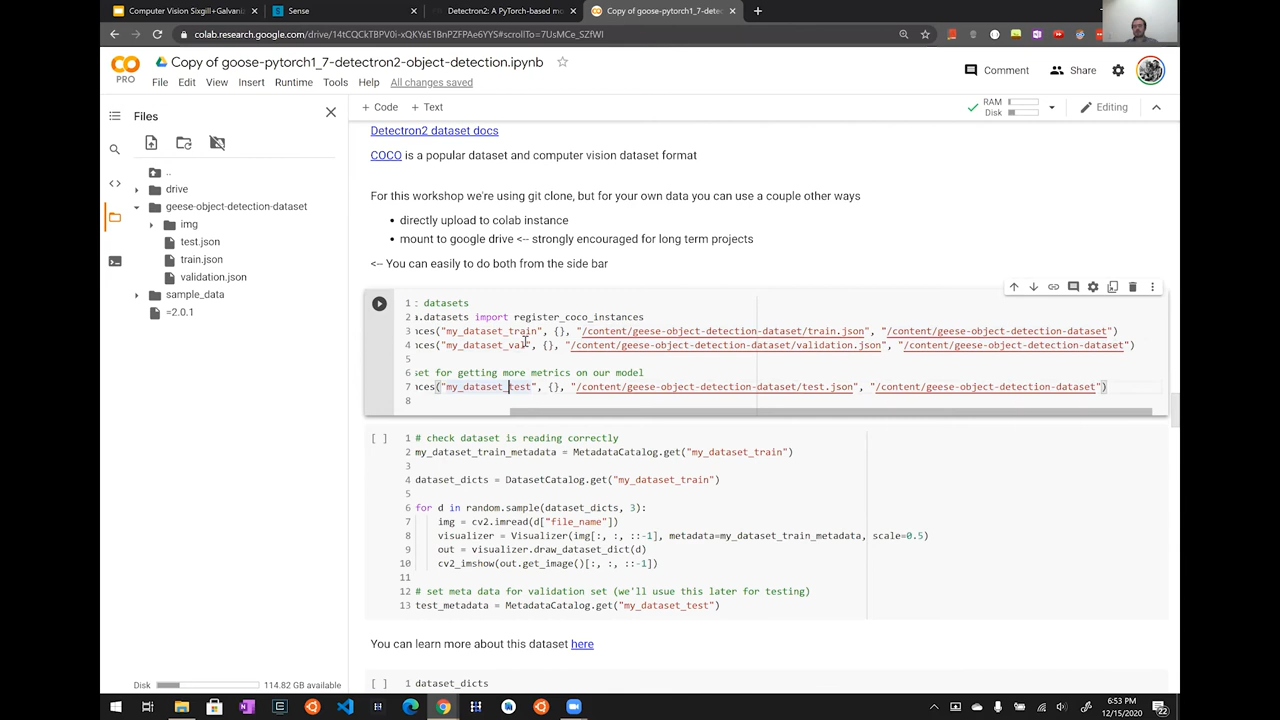 Computer Vision Sixgill+Galvani
Sense
Detectron2: A PyTorch-based mo
Copy of goose-pytorch1_7-detec
colab.research.google.com/drive/14tCQCkTBPV0i-xQKYaE1BnPZFPAe6YYS#scrollTo=7UsMCe_SZfWI
CO
PRO
Copy of goose-pytorch1_7-detectron2-object-detection.ipynb
File Edit View Insert Runtime Tools Help All changes saved
Comment Share
Files
+ Code + Text
RAM
Disk
Editing
..
drive
geese-object-detection-dataset
img
test.json
train.json
validation.json
sample_data
=2.0.1
Detectron2 dataset docs
COCO is a popular dataset and computer vision dataset format
For this workshop we're using git clone, but for your own data you can use a couple other ways
• directly upload to colab instance
• mount to google drive <-- strongly encouraged for long term projects
<-- You can easily to do both from the side bar
1 : datasets
2 .datasets import register_coco_instances
3 nces("my_dataset_train", {}, "/content/geese-object-detection-dataset/train.json", "/content/geese-object-detection-dataset")
4 nces("my_dataset_val", {}, "/content/geese-object-detection-dataset/validation.json", "/content/geese-object-detection-dataset")
5
6 set for getting more metrics on our model
7 nces("my_dataset_test", {}, "/content/geese-object-detection-dataset/test.json", "/content/geese-object-detection-dataset")
8
[ ] 1 # check dataset is reading correctly
2 my_dataset_train_metadata = MetadataCatalog.get("my_dataset_train")
3
4 dataset_dicts = DatasetCatalog.get("my_dataset_train")
5
6 for d in random.sample(dataset_dicts, 3):
7 img = cv2.imread(d["file_name"])
8 visualizer = Visualizer(img[:, :, ::-1], metadata=my_dataset_train_metadata, scale=0.5)
9 out = visualizer.draw_dataset_dict(d)
10 cv2_imshow(out.get_image()[:, :, ::-1])
11
12 # set meta data for validation set (we'll usue this later for testing)
13 test_metadata = MetadataCatalog.get("my_dataset_test")
You can learn more about this dataset here
[ ] 1 dataset_dicts
Disk 114.82 GB available
6:53 PM
12/15/2020
22